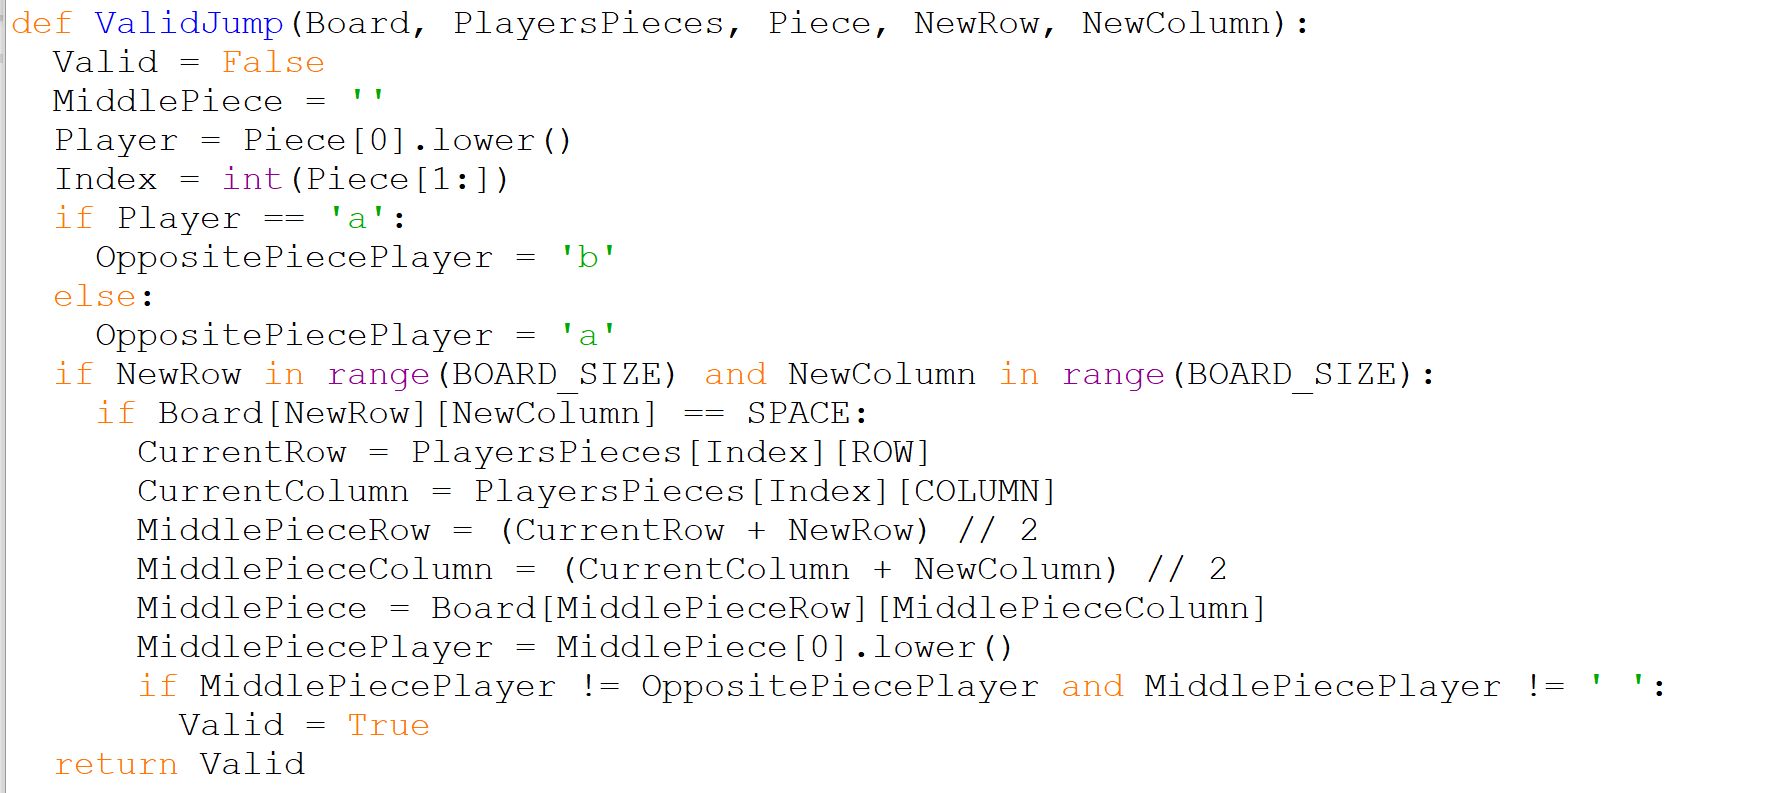 def ValidJump(Board, PlayersPieces, Piece, NewRow, NewColumn):
  Valid = False
  MiddlePiece = ''
  Player = Piece[0].lower()
  Index = int(Piece[1:])
  if Player == 'a':
    OppositePiecePlayer = 'b'
  else:
    OppositePiecePlayer = 'a'
  if NewRow in range(BOARD_SIZE) and NewColumn in range(BOARD_SIZE):
    if Board[NewRow][NewColumn] == SPACE:
      CurrentRow = PlayersPieces[Index][ROW]
      CurrentColumn = PlayersPieces[Index][COLUMN]
      MiddlePieceRow = (CurrentRow + NewRow) // 2
      MiddlePieceColumn = (CurrentColumn + NewColumn) // 2
      MiddlePiece = Board[MiddlePieceRow][MiddlePieceColumn]
      MiddlePiecePlayer = MiddlePiece[0].lower()
      if MiddlePiecePlayer != OppositePiecePlayer and MiddlePiecePlayer != ' ':
        Valid = True
  return Valid